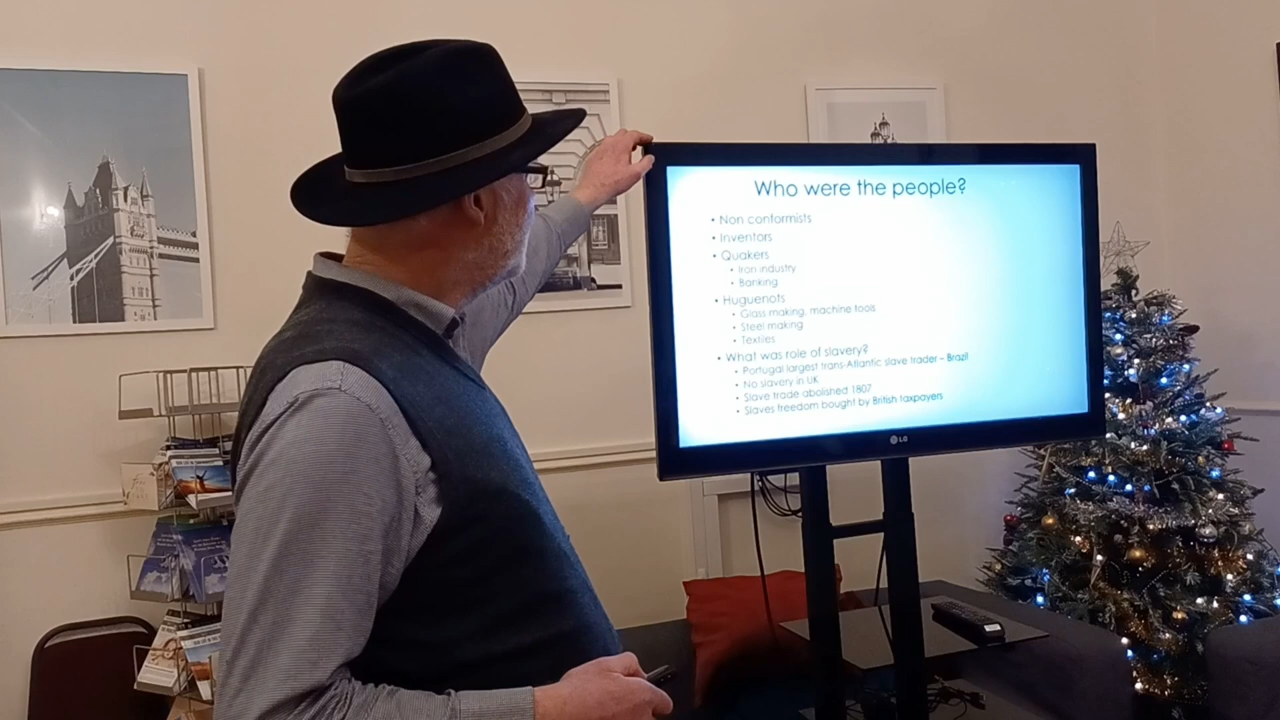 Who were the people?
• Non conformists
• Inventors
• Quakers
• Iron industry
• Banking
• Huguenots
• Glass making, machine tools
• Steel making
• Textiles
• What was role of slavery?
• Portugal largest trans-Atlantic slave trader – Brazil
• No slavery in UK
• Slave trade abolished 1807
• Slaves freedom bought by British taxpayers
LG